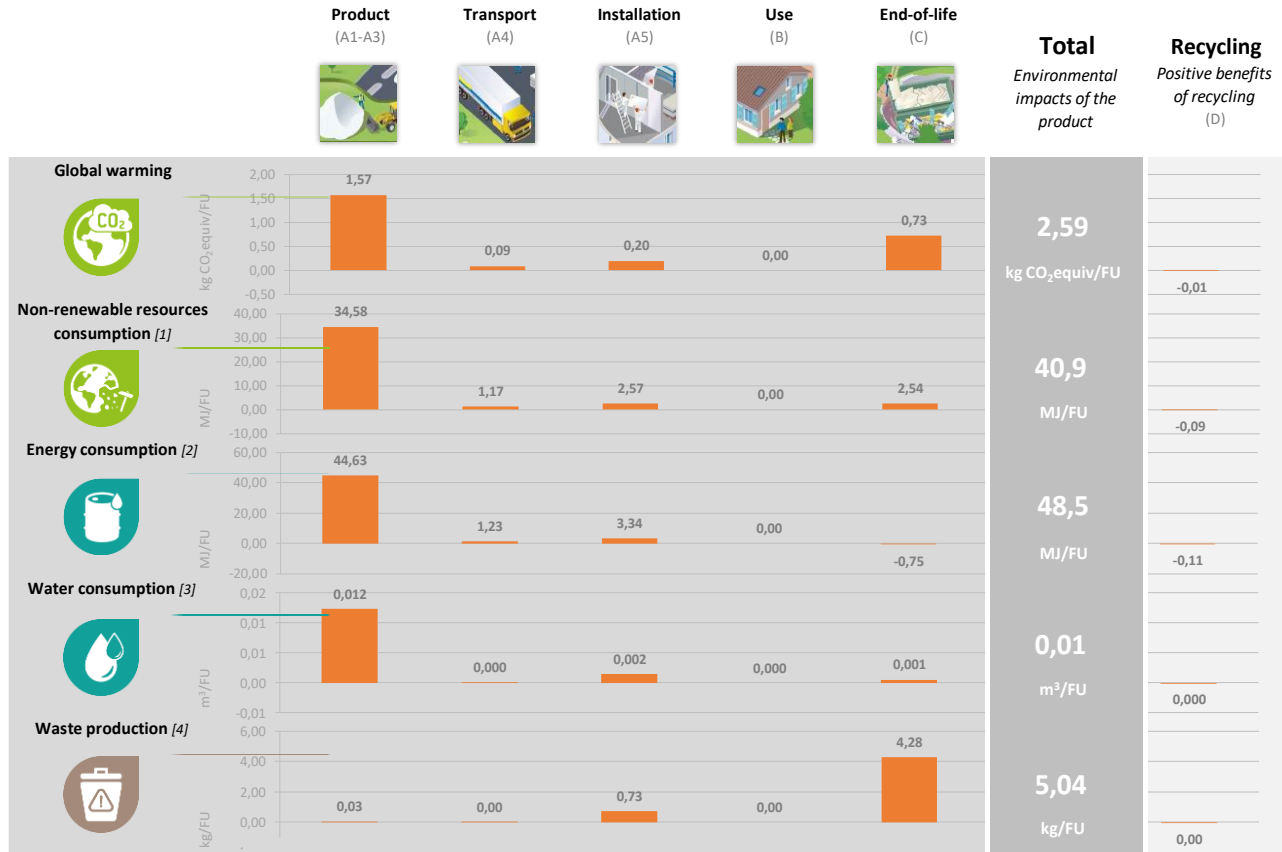 Product
(A1-A3)
Transport
(A4)
Installation
(A5)
Use
(B)
End-of-life
(C)
Total
Environmental
impacts of the
product
Recycling
Positive benefits
of recycling
(D)
Global warming
CO2
kg CO2equiv/FU
2,00
1,50
1,00
0,50
0,00
-0,50
1,57
0,09
0,20
0,00
0,73
2,59
kg CO2equiv/FU
-0,01
Non-renewable resources
consumption [1]
MJ/FU
40,00
30,00
20,00
10,00
0,00
-10,00
34,58
1,17
2,57
0,00
2,54
40,9
MJ/FU
-0,09
Energy consumption [2]
MJ/FU
60,00
40,00
20,00
0,00
-20,00
44,63
1,23
3,34
0,00
-0,75
48,5
MJ/FU
-0,11
Water consumption [3]
m³/FU
0,02
0,01
0,01
0,00
-0,01
0,012
0,000
0,002
0,000
0,001
0,01
m³/FU
0,000
Waste production [4]
kg/FU
6,00
4,00
2,00
0,00
0,03
0,00
0,73
0,00
4,28
5,04
kg/FU
0,00